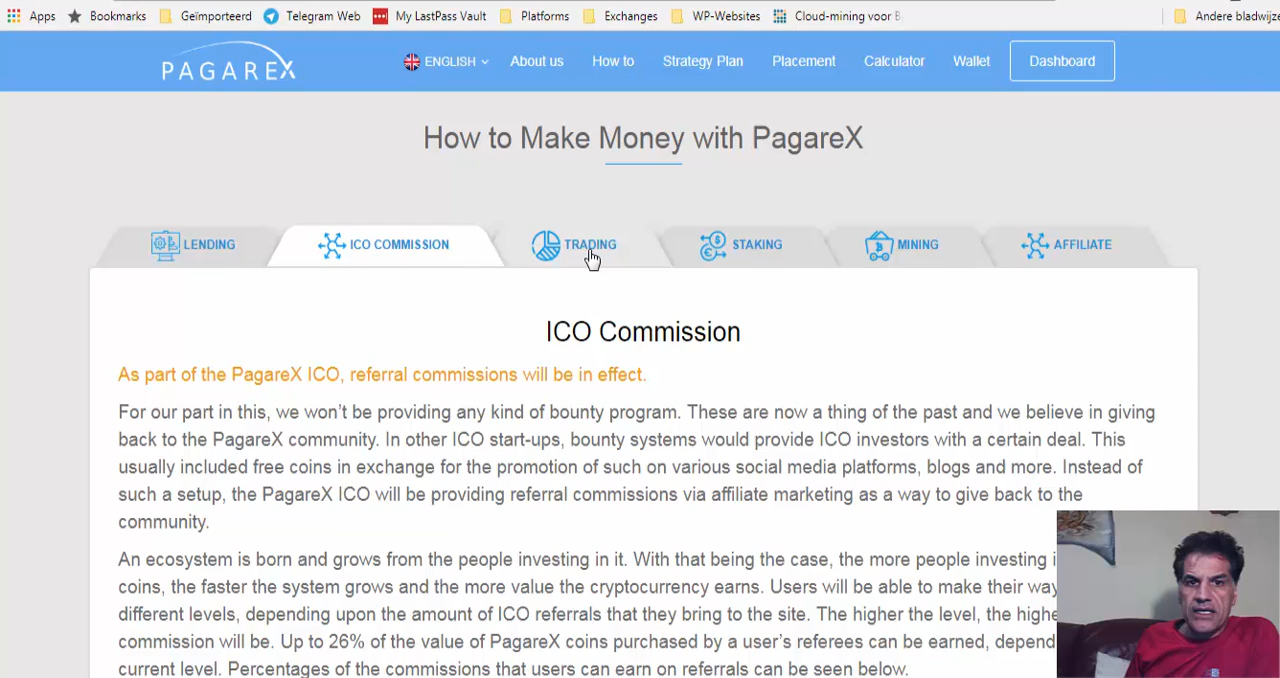 Apps Bookmarks Geïmporteerd Telegram Web My LastPass Vault Platforms Exchanges WP-Websites Cloud-mining voor B Andere bladwijze
PAGAREX ENGLISH About us How to Strategy Plan Placement Calculator Wallet Dashboard
How to Make Money with PagareX
LENDING ICO COMMISSION TRADING STAKING MINING AFFILIATE
ICO Commission
As part of the PagareX ICO, referral commissions will be in effect.
For our part in this, we won't be providing any kind of bounty program. These are now a thing of the past and we believe in giving
back to the PagareX community. In other ICO start-ups, bounty systems would provide ICO investors with a certain deal. This
usually included free coins in exchange for the promotion of such on various social media platforms, blogs and more. Instead of
such a setup, the PagareX ICO will be providing referral commissions via affiliate marketing as a way to give back to the
community.
An ecosystem is born and grows from the people investing in it. With that being the case, the more people investing i
coins, the faster the system grows and the more value the cryptocurrency earns. Users will be able to make their way
different levels, depending upon the amount of ICO referrals that they bring to the site. The higher the level, the highe
commission will be. Up to 26% of the value of PagareX coins purchased by a user's referees can be earned, depend
current level. Percentages of the commissions that users can earn on referrals can be seen below.